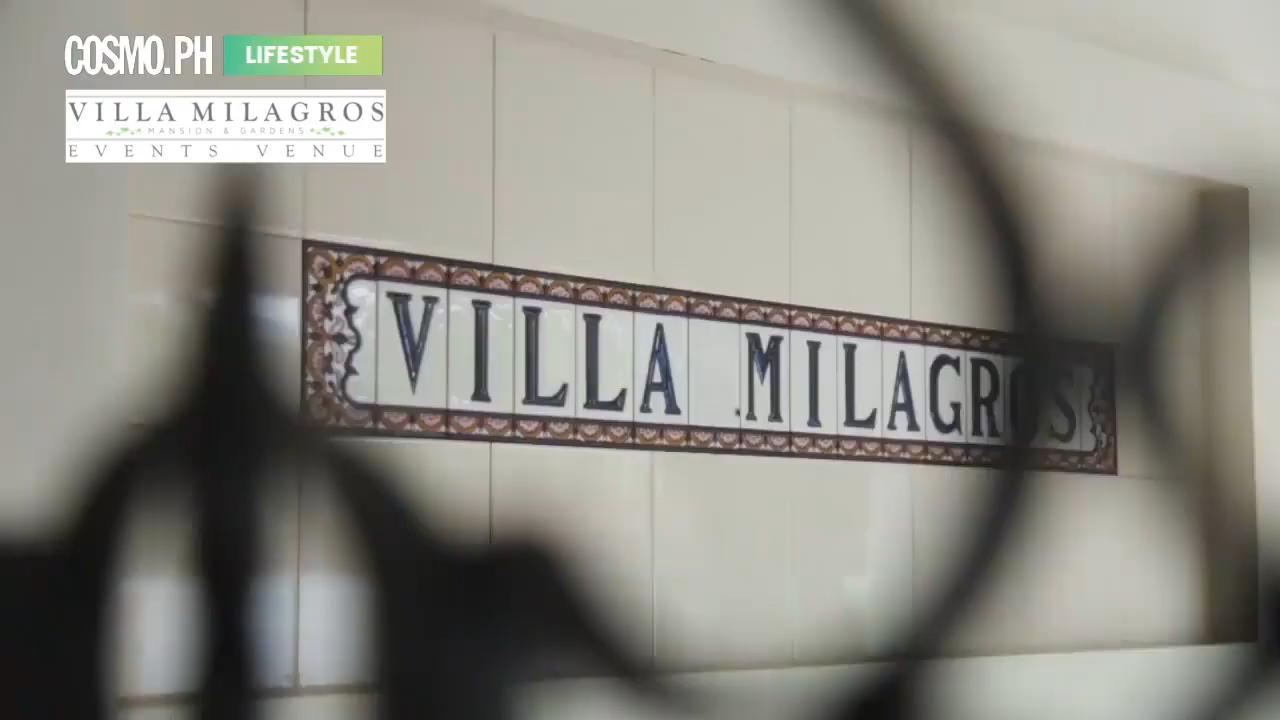 COSMO.PH LIFESTYLE
VILLA MILAGROS
MANSION & GARDENS
EVENTS VENUE
VILLA MILAGROS